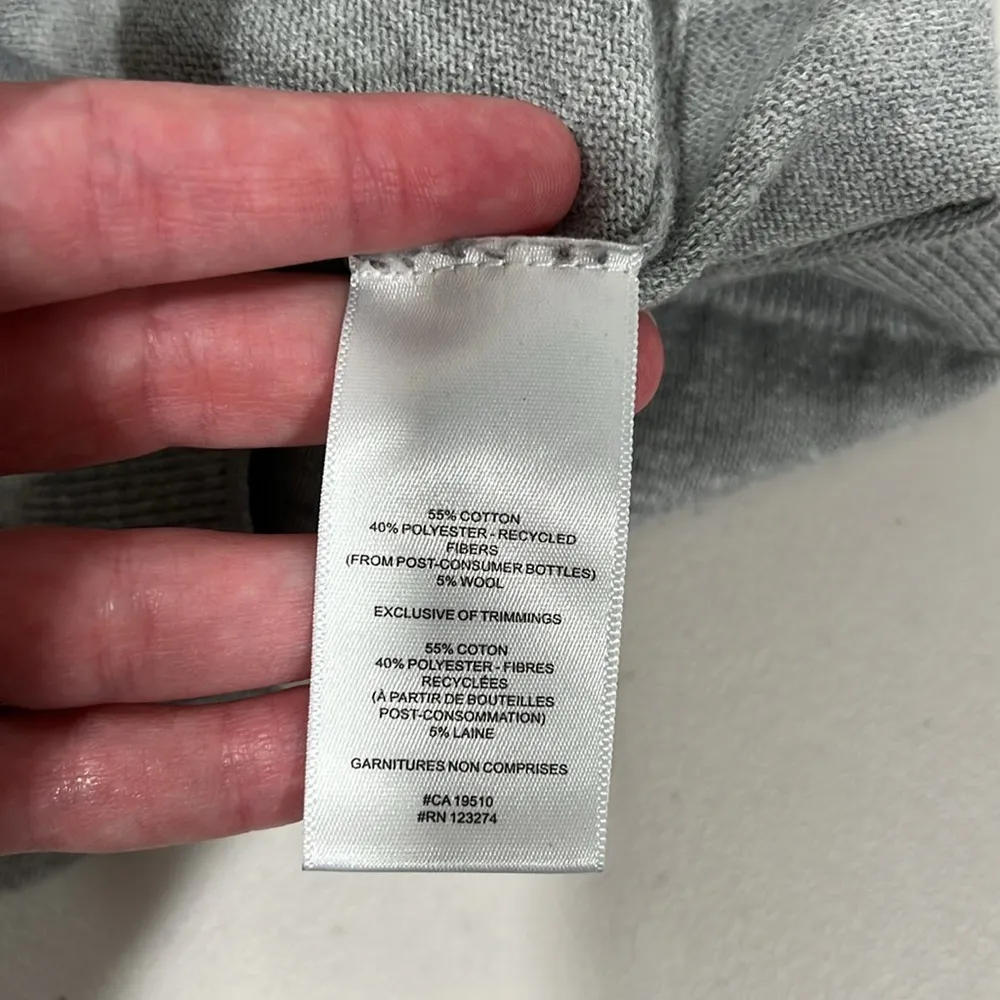 55% COTTON
40% POLYESTER - RECYCLED
FIBERS
(FROM POST-CONSUMER BOTTLES)
5% WOOL
EXCLUSIVE OF TRIMMINGS
55% COTON
40% POLYESTER - FIBRES
RECYCLÉES
(À PARTIR DE BOUTEILLES
POST-CONSOMMATION)
5% LAINE
GARNITURES NON COMPRISES
#CA 19510
#RN 123274